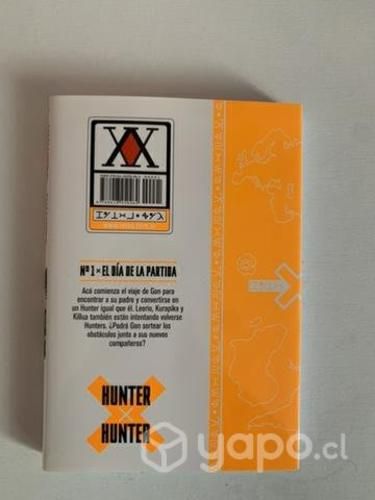 Nº 1 × EL DÍA DE LA PARTIDA
Acá comienza el viaje de Gon para
encontrar a su padre y convertirse en
un Hunter igual que él. Leorio, Kurapika y
Killua también están intentando volverse
Hunters. ¿Podrá Gon sortear los
obstáculos junto a sus nuevos
compañeros?
HUNTER
×
HUNTER
yapo.cl